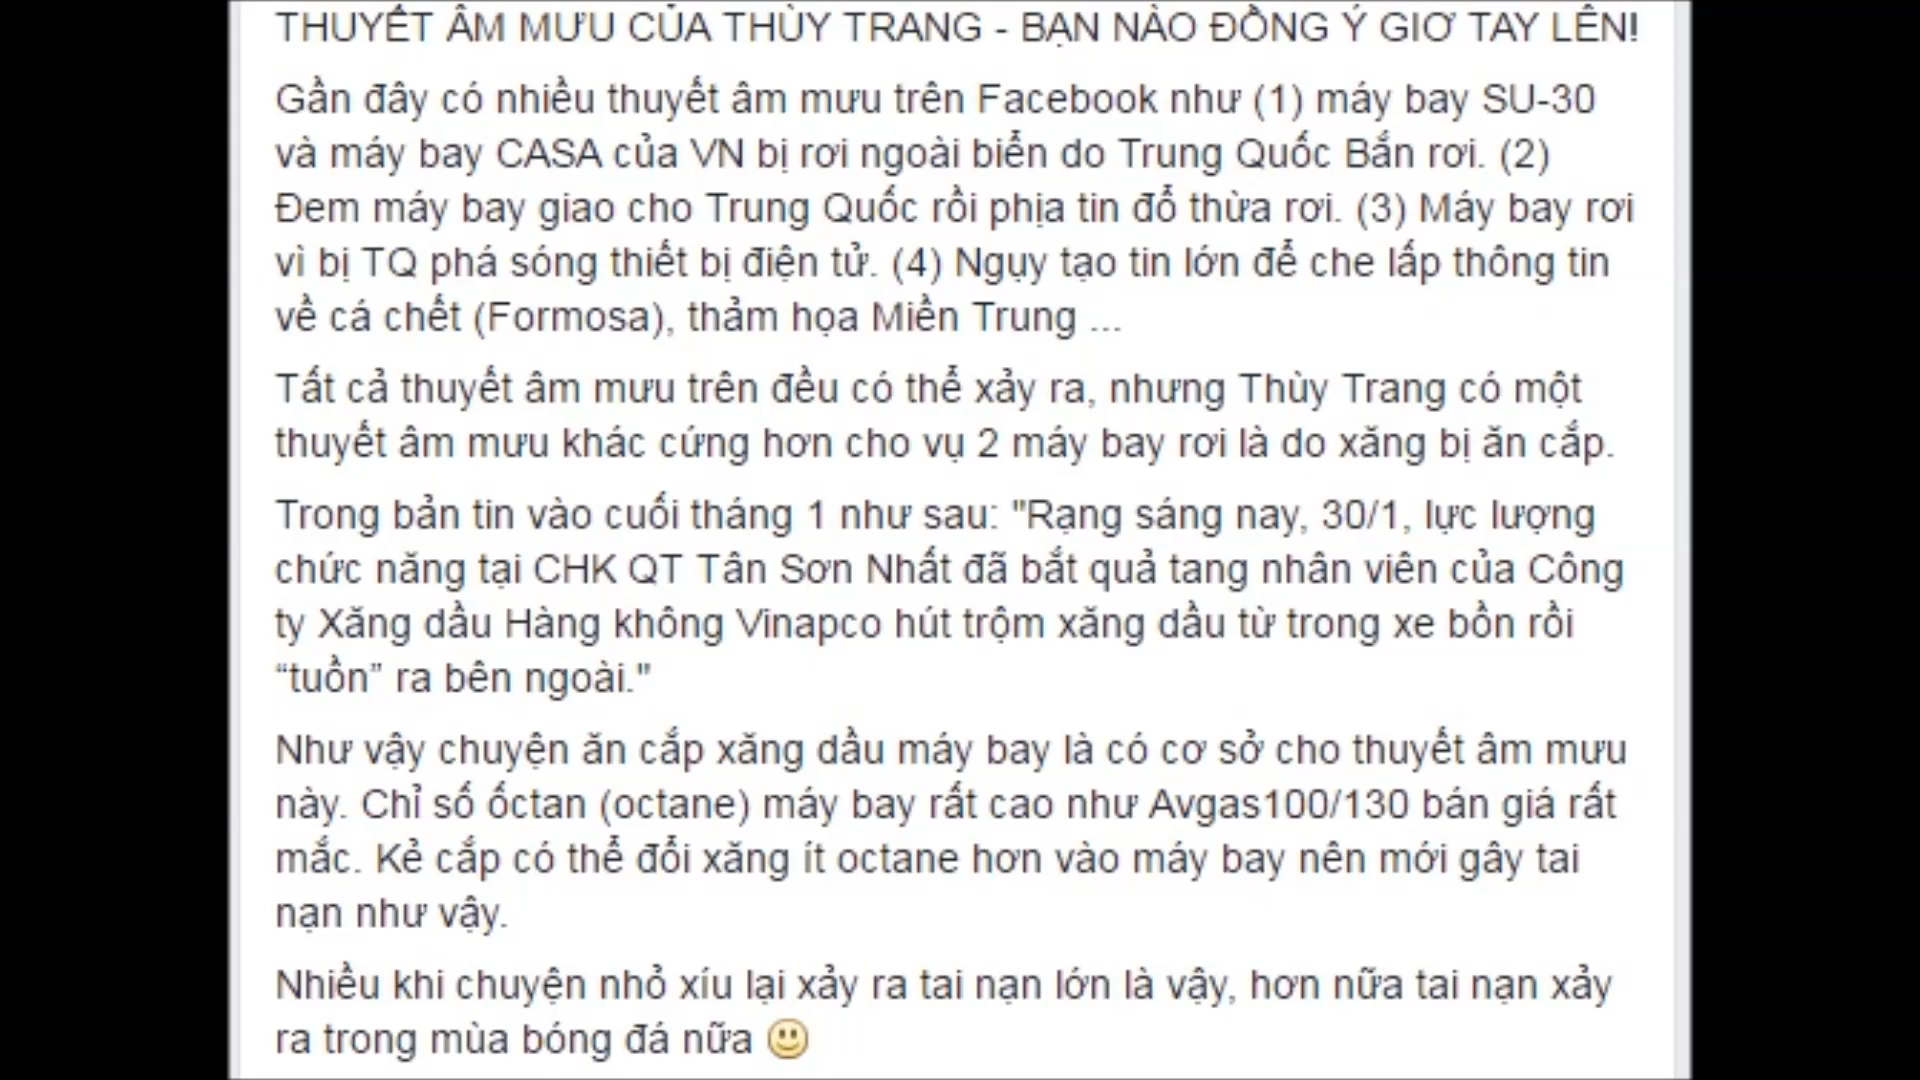 THUYẾT ÂM MƯU CỦA THÙY TRANG - BẠN NÀO ĐỒNG Ý GIƠ TAY LÊN!
Gần đây có nhiều thuyết âm mưu trên Facebook như (1) máy bay SU-30
và máy bay CASA của VN bị rơi ngoài biển do Trung Quốc Bắn rơi. (2)
Đem máy bay giao cho Trung Quốc rồi phịa tin đổ thừa rơi. (3) Máy bay rơi
vì bị TQ phá sóng thiết bị điện tử. (4) Ngụy tạo tin lớn để che lấp thông tin
về cá chết (Formosa), thảm họa Miền Trung ...
Tất cả thuyết âm mưu trên đều có thể xảy ra, nhưng Thùy Trang có một
thuyết âm mưu khác cứng hơn cho vụ 2 máy bay rơi là do xăng bị ăn cắp.
Trong bản tin vào cuối tháng 1 như sau: "Rạng sáng nay, 30/1, lực lượng
chức năng tại CHK QT Tân Sơn Nhất đã bắt quả tang nhân viên của Công
ty Xăng dầu Hàng không Vinapco hút trộm xăng dầu từ trong xe bồn rồi
“tuồn” ra bên ngoài."
Như vậy chuyện ăn cắp xăng dầu máy bay là có cơ sở cho thuyết âm mưu
này. Chỉ số ốctan (octane) máy bay rất cao như Avgas100/130 bán giá rất
mắc. Kẻ cắp có thể đổi xăng ít octane hơn vào máy bay nên mới gây tai
nạn như vậy.
Nhiều khi chuyện nhỏ xíu lại xảy ra tai nạn lớn là vậy, hơn nữa tai nạn xảy
ra trong mùa bóng đá nữa